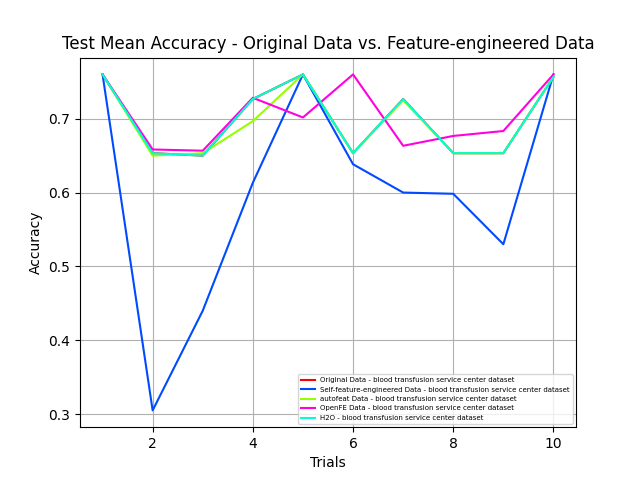 Test Mean Accuracy - Original Data vs. Feature-engineered Data
0.7
0.6
0.5
0.4
0.3
Accuracy
Original Data - blood transfusion service center dataset
Self-feature-engineered Data - blood transfusion service center dataset
autofeat Data - blood transfusion service center dataset
OpenFE Data - blood transfusion service center dataset
H2O - blood transfusion service center dataset
2 4 6 8 10
Trials